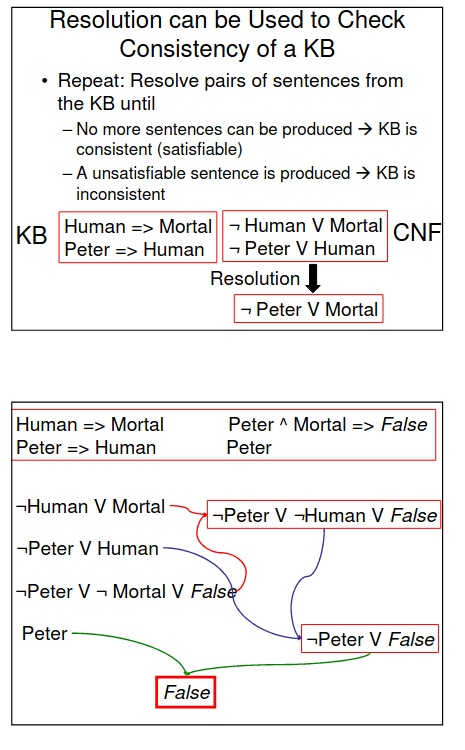 Resolution can be Used to Check
Consistency of a KB
• Repeat: Resolve pairs of sentences from
the KB until
– No more sentences can be produced → KB is
consistent (satisfiable)
– A unsatisfiable sentence is produced → KB is
inconsistent
KB
Human => Mortal
Peter => Human
¬ Human V Mortal
¬ Peter V Human
CNF
Resolution
¬ Peter V Mortal
Human => Mortal
Peter => Human
Peter ^ Mortal => False
Peter
¬Human V Mortal
¬Peter V ¬Human V False
¬Peter V Human
¬Peter V ¬ Mortal V False
Peter
¬Peter V False
False